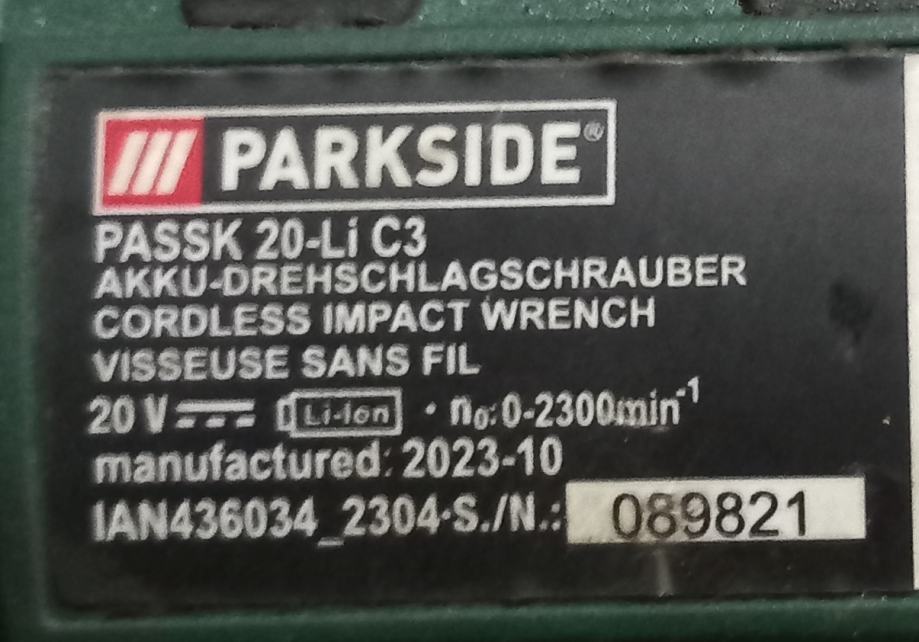 PARKSIDE®
PASSK 20-Li C3
AKKU-DREHSCHLAGSCHRAUBER
CORDLESS IMPACT WRENCH
VISSEUSE SANS FIL
20 V Li-Ion · n₀: 0-2300min⁻¹
manufactured: 2023-10
IAN436034_2304·S./N.: 089821